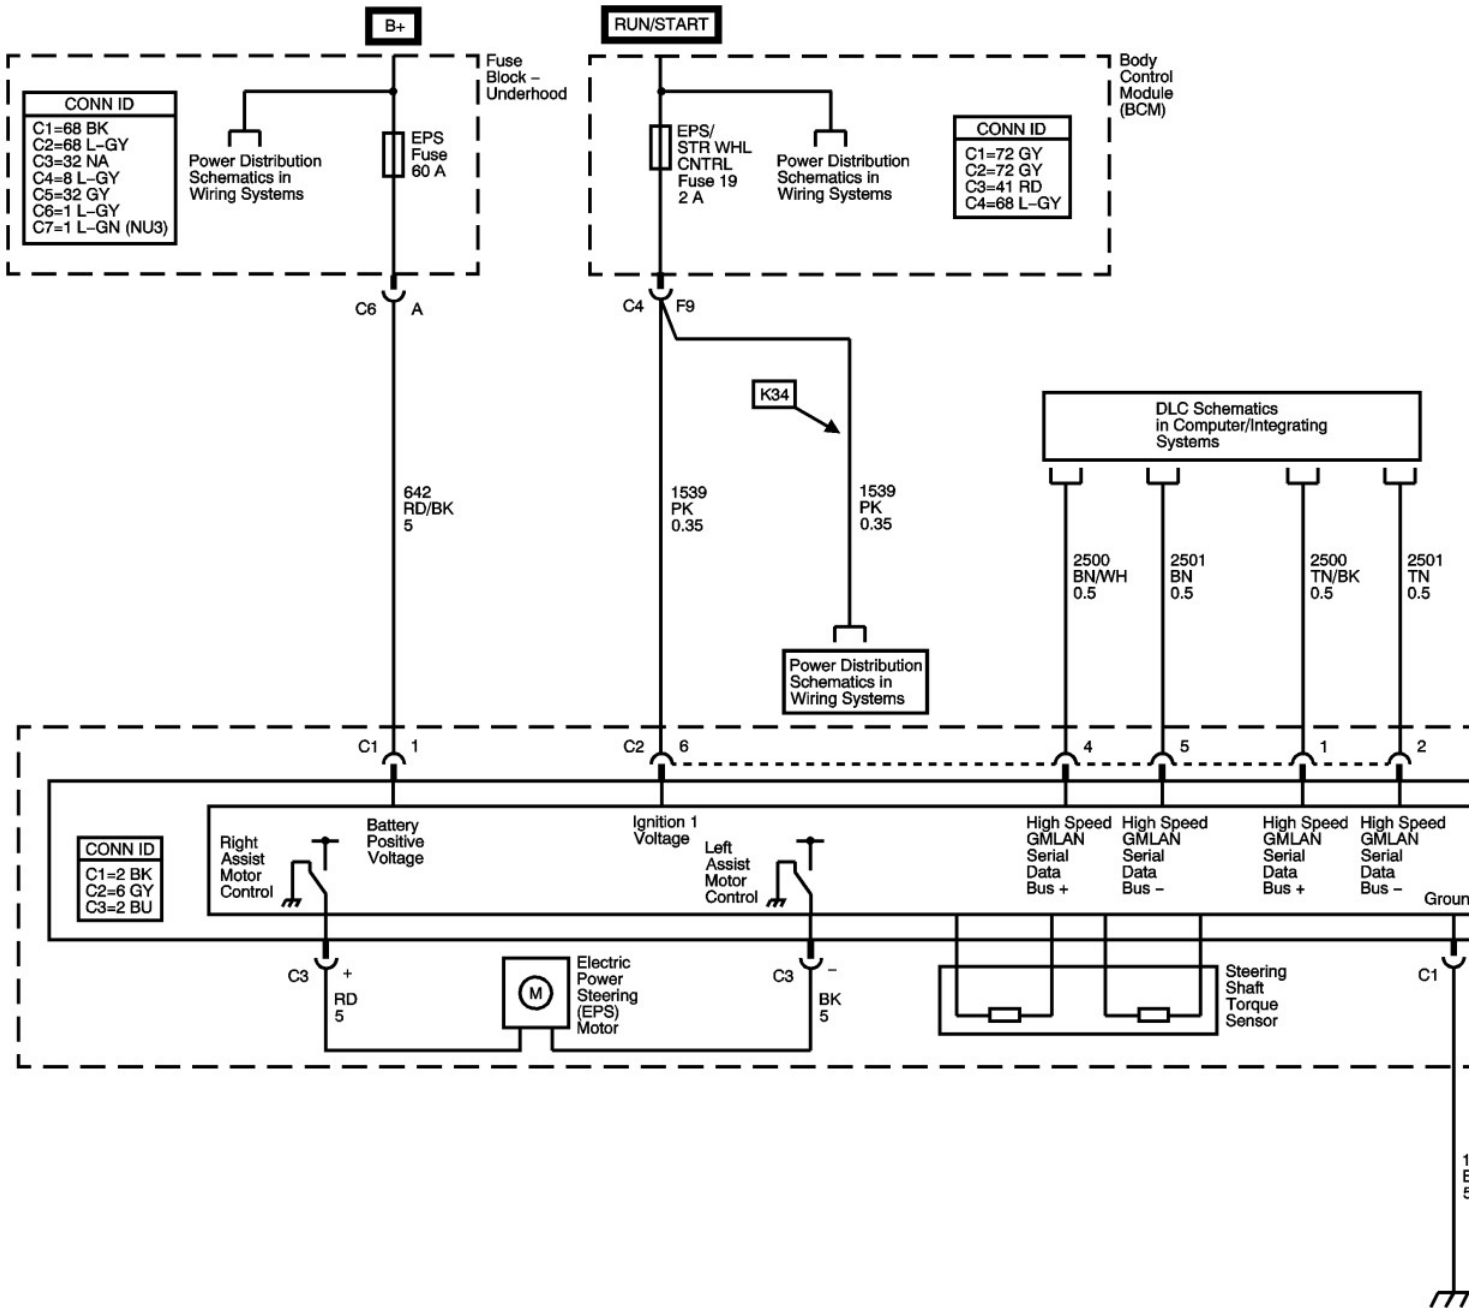 B+
RUN/START
Fuse
Block –
Underhood
CONN ID
C1=68 BK
C2=68 L–GY
C3=32 NA
C4=8 L–GY
C5=32 GY
C6=1 L–GY
C7=1 L–GN (NU3)
Power Distribution
Schematics in
Wiring Systems
EPS
Fuse
60 A
EPS/
STR WHL
CNTRL
Fuse 19
2 A
Power Distribution
Schematics in
Wiring Systems
Body
Control
Module
(BCM)
CONN ID
C1=72 GY
C2=72 GY
C3=41 RD
C4=68 L–GY
C6 A
C4 F9
K34
DLC Schematics
in Computer/Integrating
Systems
642
RD/BK
5
1539
PK
0.35
1539
PK
0.35
2500
BN/WH
0.5
2501
BN
0.5
2500
TN/BK
0.5
2501
TN
0.5
Power Distribution
Schematics in
Wiring Systems
C1 1
C2 6
4
5
1
2
CONN ID
C1=2 BK
C2=6 GY
C3=2 BU
Right
Assist
Motor
Control
Battery
Positive
Voltage
Ignition 1
Voltage
Left
Assist
Motor
Control
High Speed
GMLAN
Serial
Data
Bus +
High Speed
GMLAN
Serial
Data
Bus –
High Speed
GMLAN
Serial
Data
Bus +
High Speed
GMLAN
Serial
Data
Bus –
Groun
C3 +
RD
5
M
Electric
Power
Steering
(EPS)
Motor
C3 –
BK
5
Steering
Shaft
Torque
Sensor
C1